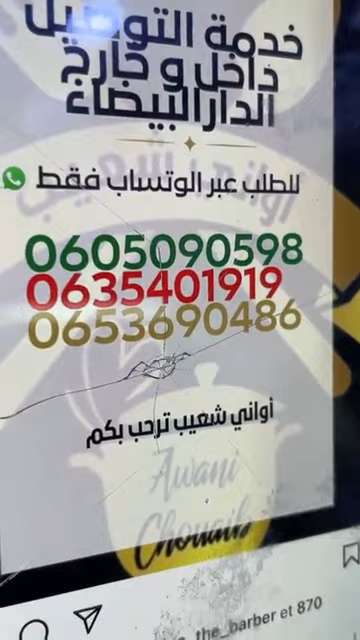 خدمة التوصيل
داخل و خارج
الدارالبيضاء
للطلب عبر الوتساب فقط
0605090598
0635401919
0653690486
أواني شعيب ترحب بكم
Awani
Chouaib
the_barber et 870